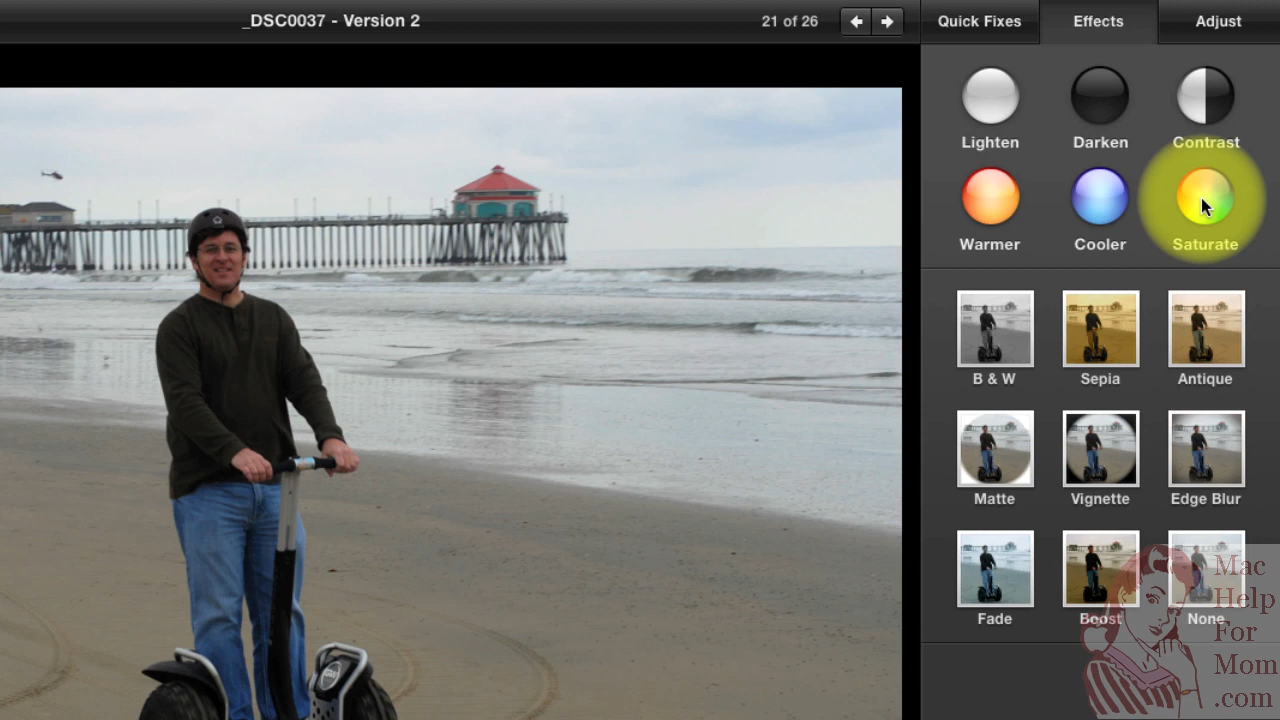 _DSC0037 - Version 2
21 of 26
Quick Fixes
Effects
Adjust
Lighten
Darken
Contrast
Warmer
Cooler
Saturate
B & W
Sepia
Antique
Matte
Vignette
Edge Blur
Fade
Boost
None
Mac
Help
For
Mom
.com